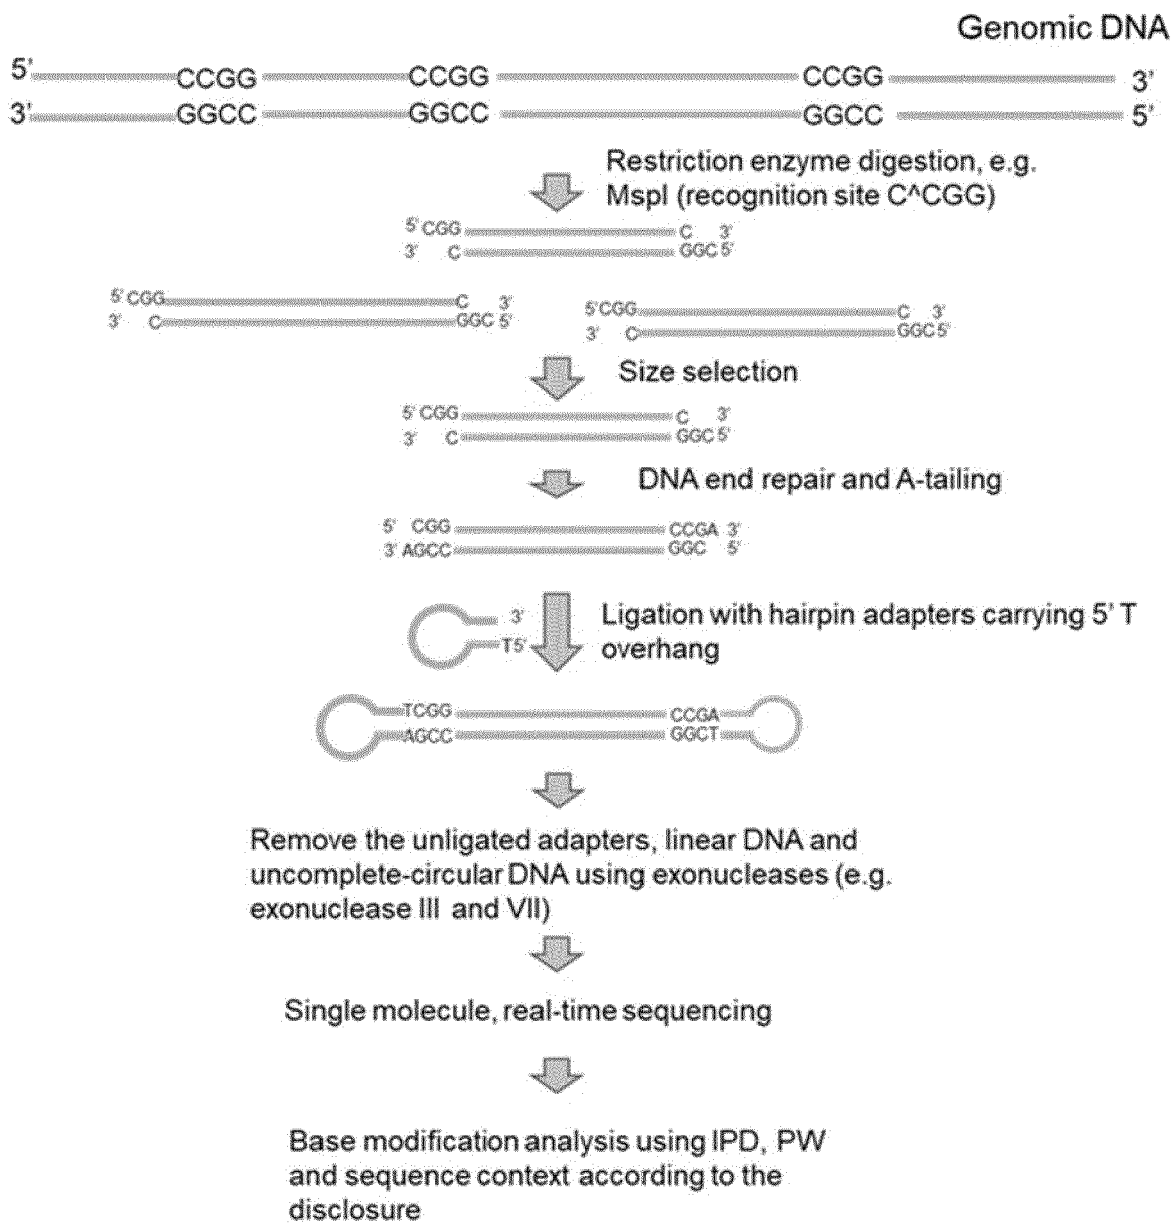 Genomic DNA
5' CCGG CCGG CCGG 3'
3' GGCC GGCC GGCC 5'
Restriction enzyme digestion, e.g.
MspI (recognition site C^CGG)
5' CGG C 3'
3' C GGC 5'
5' CGG C 3'
3' C GGC 5'
5'CGG C 3'
3' C GGC5'
Size selection
5' CGG C 3'
3' C GGC5'
DNA end repair and A-tailing
5' CGG CCGA 3'
3' AGCC GGC 5'
Ligation with hairpin adapters carrying 5' T
overhang
3'
T5'
TCGG CCGA
AGCC GGCT
Remove the unligated adapters, linear DNA and
uncomplete-circular DNA using exonucleases (e.g.
exonuclease III and VII)
Single molecule, real-time sequencing
Base modification analysis using IPD, PW
and sequence context according to the
disclosure